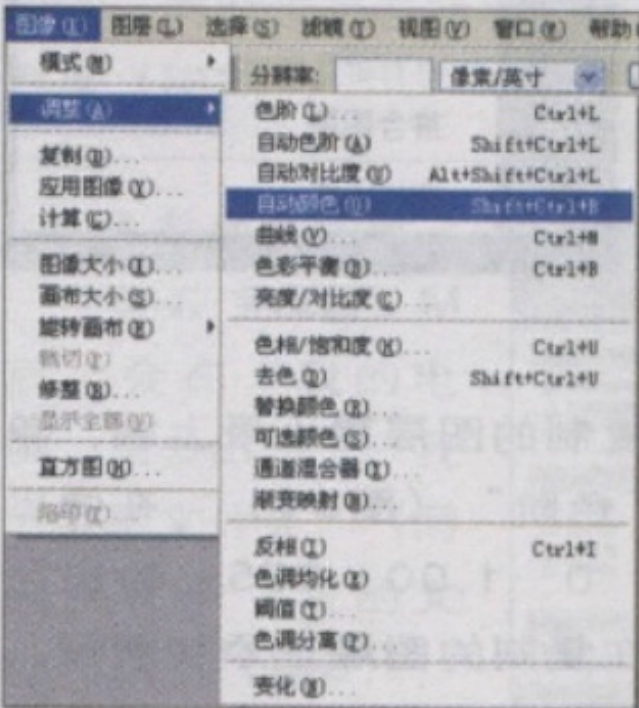 图像(I) 图层(L) 选择(S) 滤镜(T) 视图(V) 窗口(W) 帮助
分辨率: 像素/英寸
模式(M)
调整(A)
复制(D)...
应用图像(Y)...
计算(C)...
图像大小(I)...
画布大小(S)...
旋转画布(E)
裁切(P)
修整(R)...
显示全部(V)
直方图(H)...
陷印(T)...
色阶(L)... Ctrl+L
自动色阶(A) Shift+Ctrl+L
自动对比度(U) Alt+Shift+Ctrl+L
自动颜色(O) Shift+Ctrl+B
曲线(V)... Ctrl+M
色彩平衡(B)... Ctrl+B
亮度/对比度(C)...
色相/饱和度(H)... Ctrl+U
去色(D) Shift+Ctrl+U
替换颜色(R)...
可选颜色(S)...
通道混合器(X)...
渐变映射(G)...
反相(I) Ctrl+I
色调均化(E)
阈值(T)...
色调分离(P)...
变化(N)...